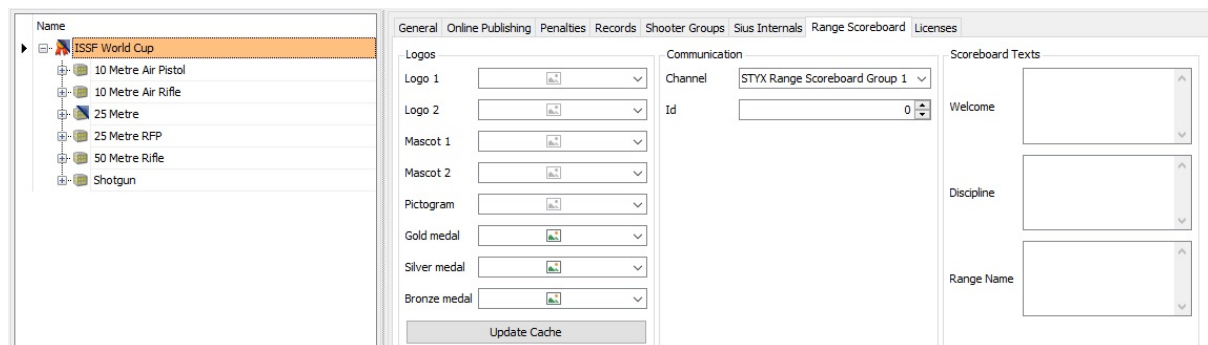 Name
ISSF World Cup
10 Metre Air Pistol
10 Metre Air Rifle
25 Metre
25 Metre RFP
50 Metre Rifle
Shotgun
General Online Publishing Penalties Records Shooter Groups Sius Internals Range Scoreboard Licenses
Logos
Logo 1
Logo 2
Mascot 1
Mascot 2
Pictogram
Gold medal
Silver medal
Bronze medal
Update Cache
Communication
Channel STYX Range Scoreboard Group 1
Id 0
Scoreboard Texts
Welcome
Discipline
Range Name